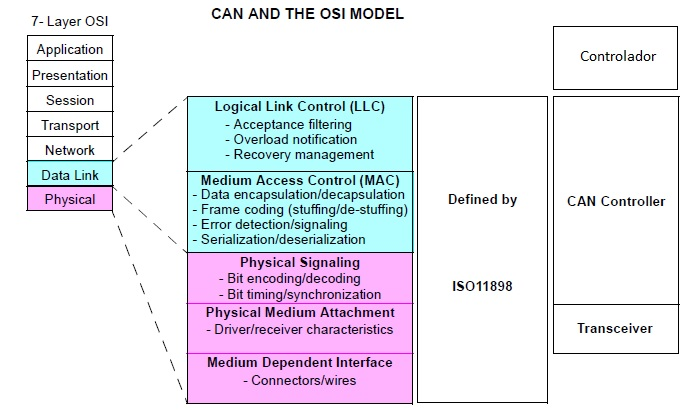 CAN AND THE OSI MODEL
7- Layer OSI
Application
Presentation
Session
Transport
Network
Data Link
Physical
Logical Link Control (LLC)
- Acceptance filtering
- Overload notification
- Recovery management
Medium Access Control (MAC)
- Data encapsulation/decapsulation
- Frame coding (stuffing/de-stuffing)
- Error detection/signaling
- Serialization/deserialization
Physical Signaling
- Bit encoding/decoding
- Bit timing/synchronization
Physical Medium Attachment
- Driver/receiver characteristics
Medium Dependent Interface
- Connectors/wires
Defined by
ISO11898
Controlador
CAN Controller
Transceiver